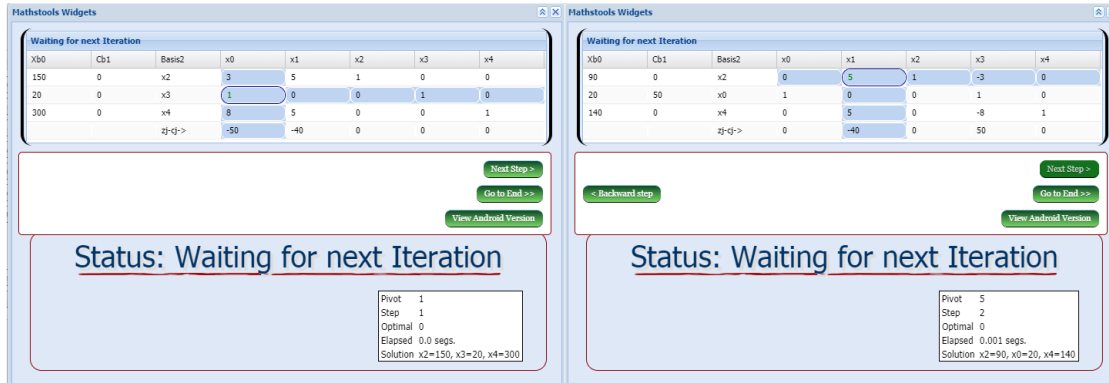 Mathstools Widgets
Waiting for next Iteration
Xb0 Cb1 Basis2 x0 x1 x2 x3 x4
150 0 x2 3 5 1 0 0
20 0 x3 1 0 0 1 0
300 0 x4 8 5 0 0 1
zj-cj-> -50 -40 0 0 0
Next Step >
Go to End >>
View Android Version
Status: Waiting for next Iteration
Pivot 1
Step 1
Optimal 0
Elapsed 0.0 segs.
Solution x2=150, x3=20, x4=300
Mathstools Widgets
Waiting for next Iteration
Xb0 Cb1 Basis2 x0 x1 x2 x3 x4
90 0 x2 0 5 1 -3 0
20 50 x0 1 0 0 1 0
140 0 x4 0 5 0 -8 1
zj-cj-> 0 -40 0 50 0
Next Step >
< Backward step Go to End >>
View Android Version
Status: Waiting for next Iteration
Pivot 5
Step 2
Optimal 0
Elapsed 0.001 segs.
Solution x2=90, x0=20, x4=140